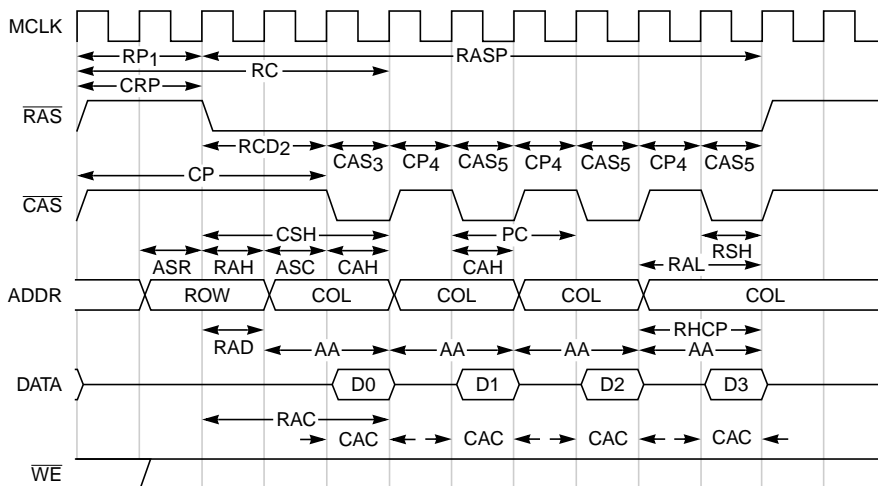 MCLK
RP1 RASP
RC
CRP
RAS
RCD2 CAS3 CP4 CAS5 CP4 CAS5 CP4 CAS5
CP
CAS
CSH PC RSH
ASR RAH ASC CAH CAH RAL
ADDR ROW COL COL COL COL
RAD AA AA AA RHCP
AA
DATA D0 D1 D2 D3
RAC
CAC CAC CAC CAC
WE